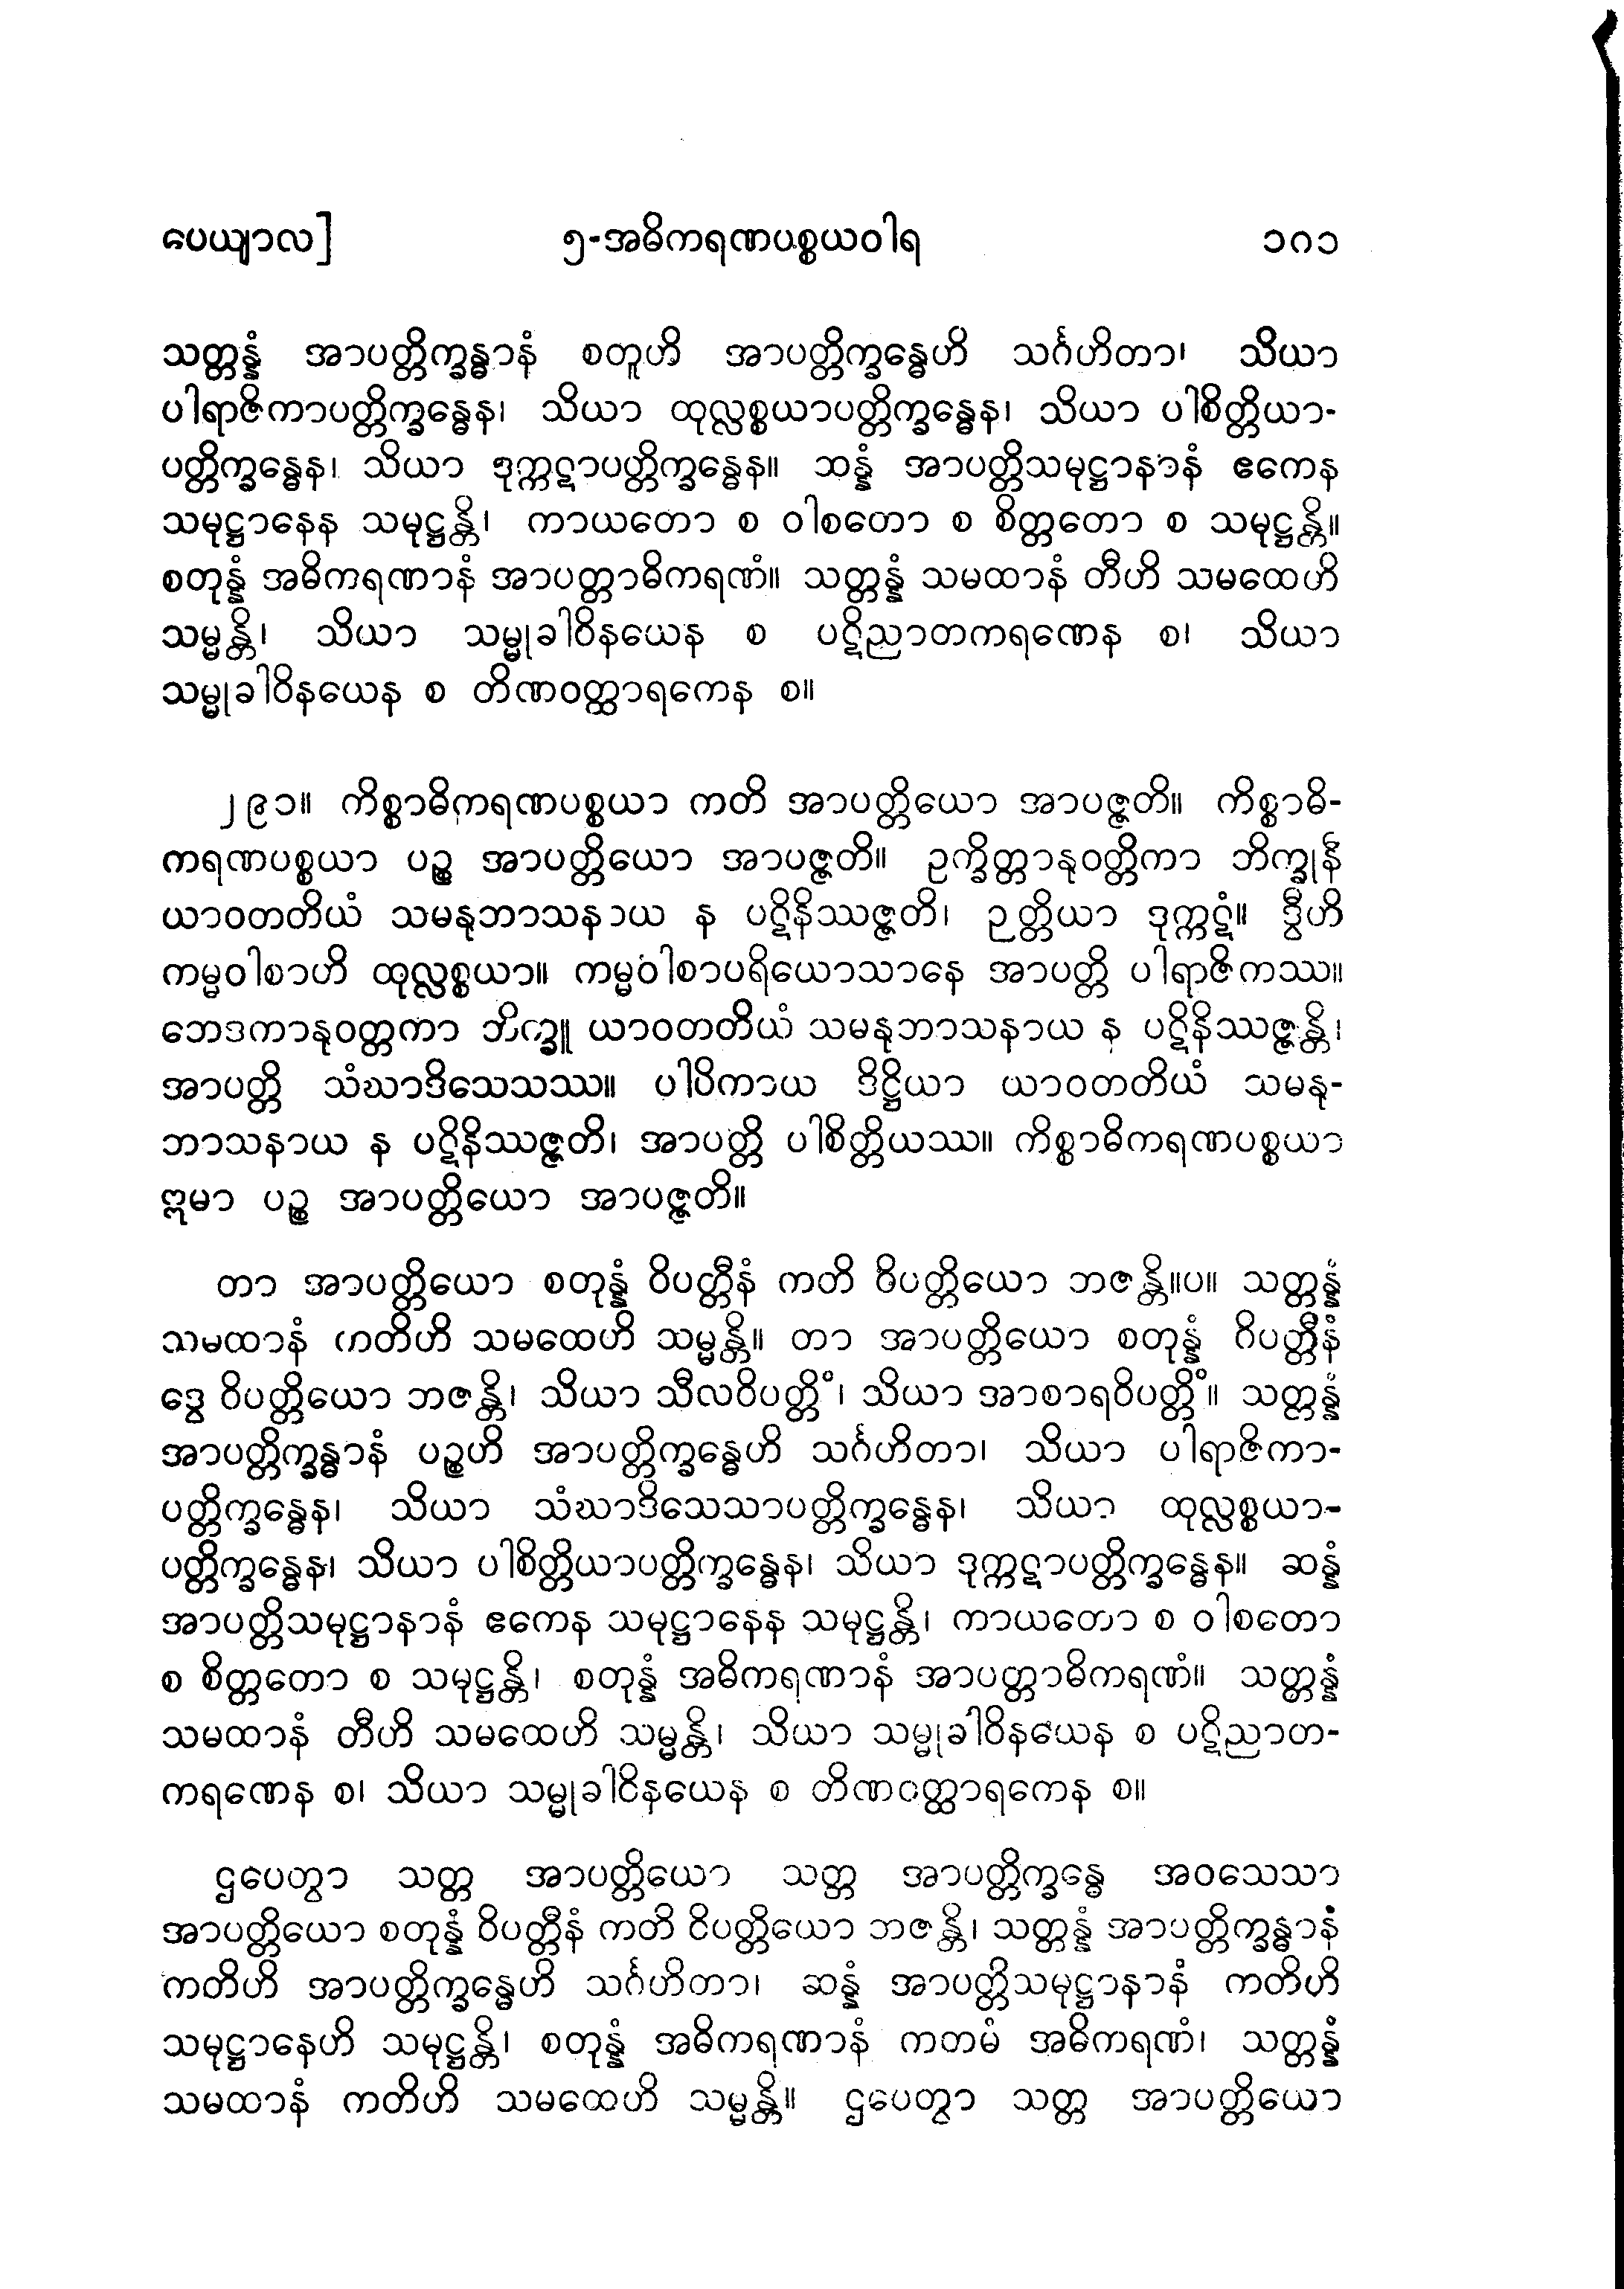 ပေယျာလ] ၅-အဓိကရဏပစ္စယဝါရ ၁ဂ၁
သတ္တန္နံ အာပတ္တိက္ခန္ဓာနံ စတူဟိ အာပတ္တိက္ခန္ဓေဟိ သင်္ဂဟိတာ၊ သိယာ
ပါရာဇိကာပတ္တိက္ခန္ဓေန၊ သိယာ ထုလ္လစ္စယာပတ္တိက္ခန္ဓေန၊ သိယာ ပါစိတ္တိယာ-
ပတ္တိက္ခန္ဓေန၊ သိယာ ဒုက္ကဋာပတ္တိက္ခန္ဓေန။ ဆန္နံ အာပတ္တိသမုဋ္ဌာနာနံ ဧကေန
သမုဋ္ဌာနေန သမုဋ္ဌန္တိ၊ ကာယတော စ ဝါစတော စ စိတ္တတော စ သမုဋ္ဌန္တိ။
စတုန္နံ အဓိကရဏာနံ အာပတ္တာဓိကရဏံ။ သတ္တန္နံ သမထာနံ တီဟိ သမထေဟိ
သမ္မန္တိ၊ သိယာ သမ္မုခါဝိနယေန စ ပဋိညာတကရဏေန စ၊ သိယာ
သမ္မုခါဝိနယေန စ တိဏဝတ္ထာရကေန စ။
၂၉၁။ ကိစ္စာဓိကရဏပစ္စယာ ကတိ အာပတ္တိယော အာပဇ္ဇတိ။ ကိစ္စာဓိ-
ကရဏပစ္စယာ ပဉ္စ အာပတ္တိယော အာပဇ္ဇတိ။ ဥက္ခိတ္တာနုဝတ္တိကာ ဘိက္ခုနီ
ယာဝတတိယံ သမနုဘာသနာယ န ပဋိနိဿဇ္ဇတိ၊ ဉတ္တိယာ ဒုက္ကဋံ။ ဒွီဟိ
ကမ္မဝါစာဟိ ထုလ္လစ္စယာ။ ကမ္မဝါစာပရိယောသာနေ အာပတ္တိ ပါရာဇိကဿ။
ဘေဒကာနုဝတ္တကာ ဘိက္ခူ ယာဝတတိယံ သမနုဘာသနာယ န ပဋိနိဿဇ္ဇန္တိ၊
အာပတ္တိ သံဃာဒိသေသဿ။ ပါပိကာယ ဒိဋ္ဌိယာ ယာဝတတိယံ သမနု-
ဘာသနာယ န ပဋိနိဿဇ္ဇတိ၊ အာပတ္တိ ပါစိတ္တိယဿ။ ကိစ္စာဓိကရဏပစ္စယာ
ဣမာ ပဉ္စ အာပတ္တိယော အာပဇ္ဇတိ။
တာ အာပတ္တိယော စတုန္နံ ဝိပတ္တီနံ ကတိ ဝိပတ္တိယော ဘဇန္တိ။ပ။ သတ္တန္နံ
သမထာနံ ကတိဟိ သမထေဟိ သမ္မန္တိ။ တာ အာပတ္တိယော စတုန္နံ ဝိပတ္တီနံ
ဒွေ ဝိပတ္တိယော ဘဇန္တိ၊ သိယာ သီလဝိပတ္တိံ၊ သိယာ အာစာရဝိပတ္တိံ။ သတ္တန္နံ
အာပတ္တိက္ခန္ဓာနံ ပဉ္စဟိ အာပတ္တိက္ခန္ဓေဟိ သင်္ဂဟိတာ၊ သိယာ ပါရာဇိကာ-
ပတ္တိက္ခန္ဓေန၊ သိယာ သံဃာဒိသေသာပတ္တိက္ခန္ဓေန၊ သိယာ ထုလ္လစ္စယာ-
ပတ္တိက္ခန္ဓေန၊ သိယာ ပါစိတ္တိယာပတ္တိက္ခန္ဓေန၊ သိယာ ဒုက္ကဋာပတ္တိက္ခန္ဓေန။ ဆန္နံ
အာပတ္တိသမုဋ္ဌာနာနံ ဧကေန သမုဋ္ဌာနေန သမုဋ္ဌန္တိ၊ ကာယတော စ ဝါစတော
စ စိတ္တတော စ သမုဋ္ဌန္တိ၊ စတုန္နံ အဓိကရဏာနံ အာပတ္တာဓိကရဏံ။ သတ္တန္နံ
သမထာနံ တီဟိ သမထေဟိ သမ္မန္တိ၊ သိယာ သမ္မုခါဝိနယေန စ ပဋိညာတ-
ကရဏေန စ၊ သိယာ သမ္မုခါဝိနယေန စ တိဏဝတ္ထာရကေန စ။
ဌပေတွာ သတ္တ အာပတ္တိယော သတ္တ အာပတ္တိက္ခန္ဓေ အဝသေသာ
အာပတ္တိယော စတုန္နံ ဝိပတ္တီနံ ကတိ ဝိပတ္တိယော ဘဇန္တိ၊ သတ္တန္နံ အာပတ္တိက္ခန္ဓာနံ
ကတိဟိ အာပတ္တိက္ခန္ဓေဟိ သင်္ဂဟိတာ၊ ဆန္နံ အာပတ္တိသမုဋ္ဌာနာနံ ကတိဟိ
သမုဋ္ဌာနေဟိ သမုဋ္ဌန္တိ၊ စတုန္နံ အဓိကရဏာနံ ကတမံ အဓိကရဏံ၊ သတ္တန္နံ
သမထာနံ ကတိဟိ သမထေဟိ သမ္မန္တိ။ ဌပေတွာ သတ္တ အာပတ္တိယော